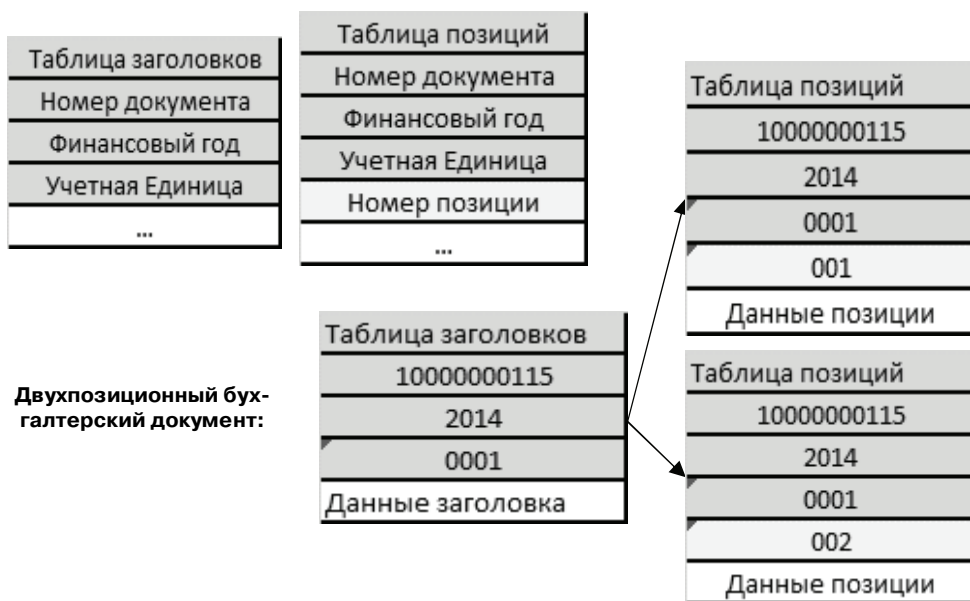 Таблица заголовков
Номер документа
Финансовый год
Учетная Единица
...
Таблица позиций
Номер документа
Финансовый год
Учетная Единица
Номер позиции
...
Двухпозиционный бух-
галтерский документ:
Таблица заголовков
10000000115
2014
0001
Данные заголовка
Таблица позиций
10000000115
2014
0001
001
Данные позиции
Таблица позиций
10000000115
2014
0001
002
Данные позиции